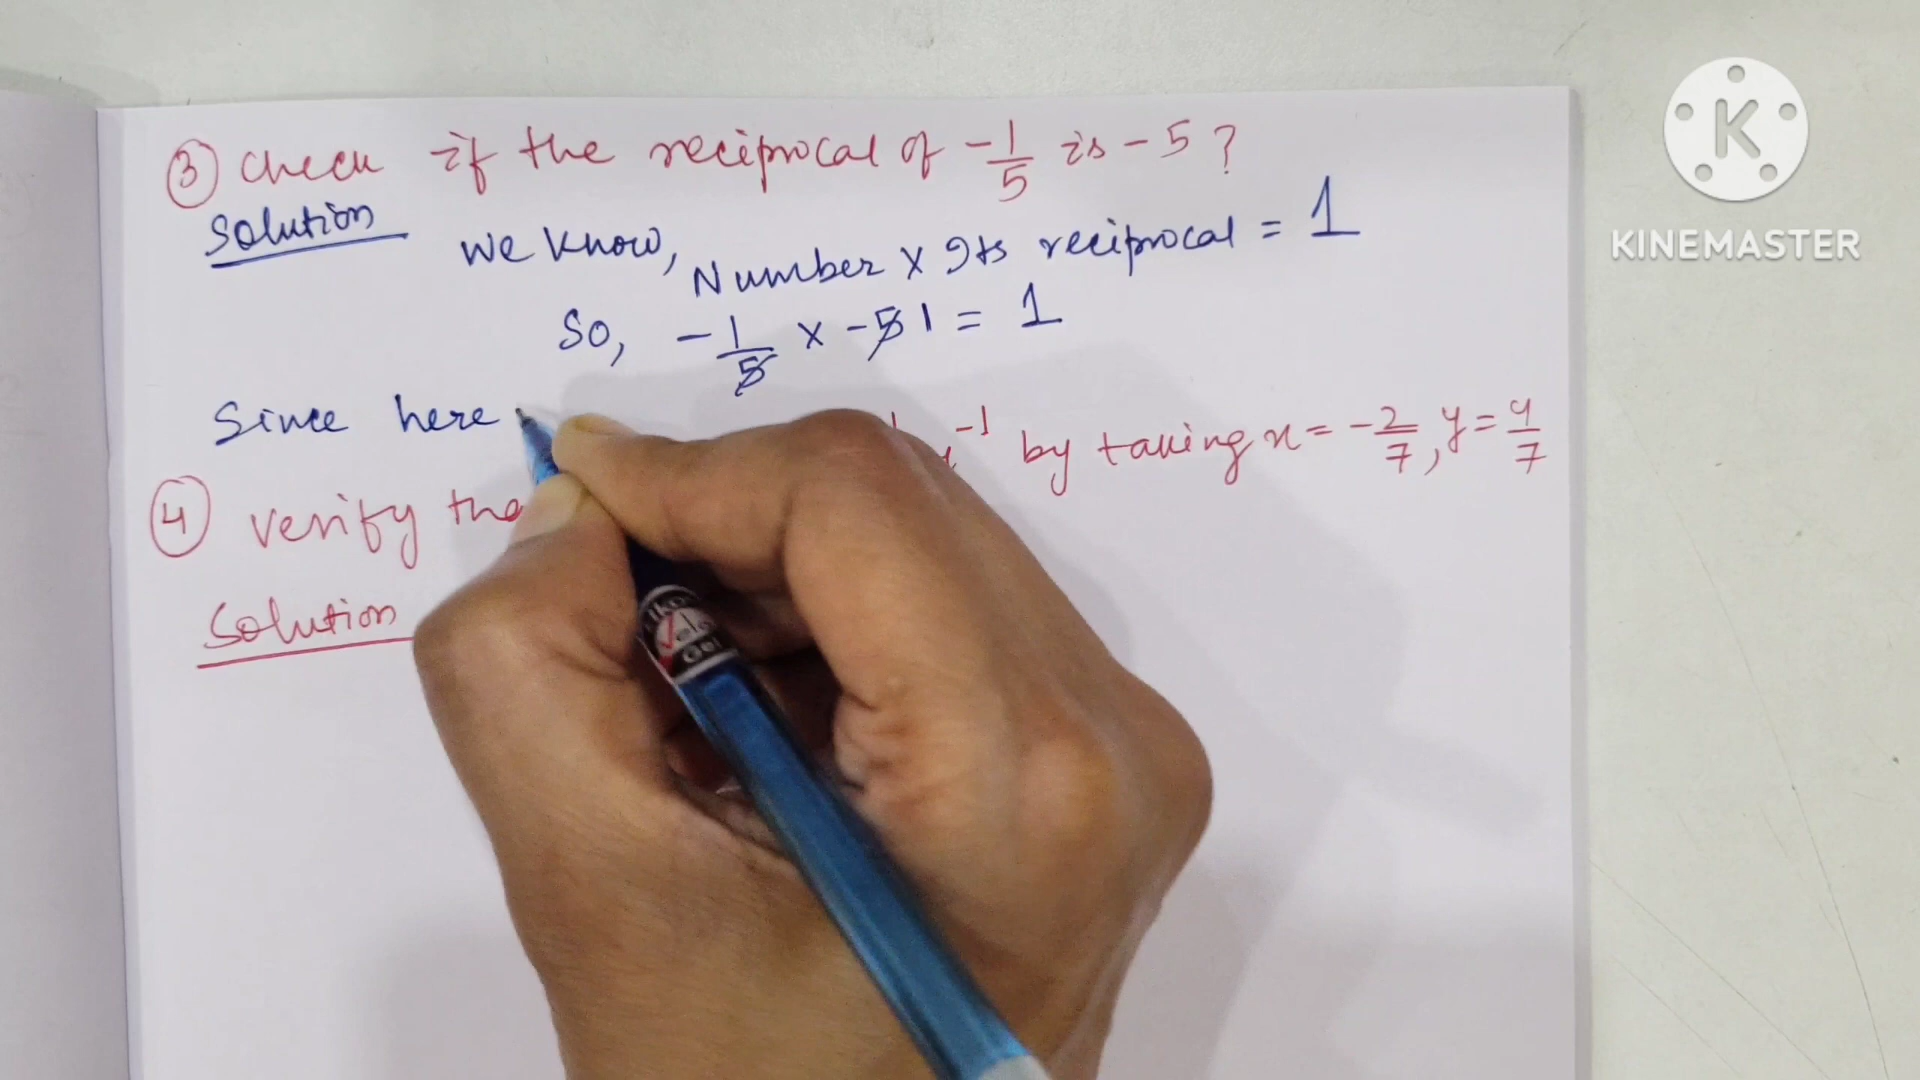 ③ Check if the reciprocal of -1/5 is -5?
Solution We know, Number × Its reciprocal = 1
So, -1/5 × -5 1 = 1
Since here
④ Verify tha by taking x = -2/7, y = 4/7
Solution
K
KINEMASTER